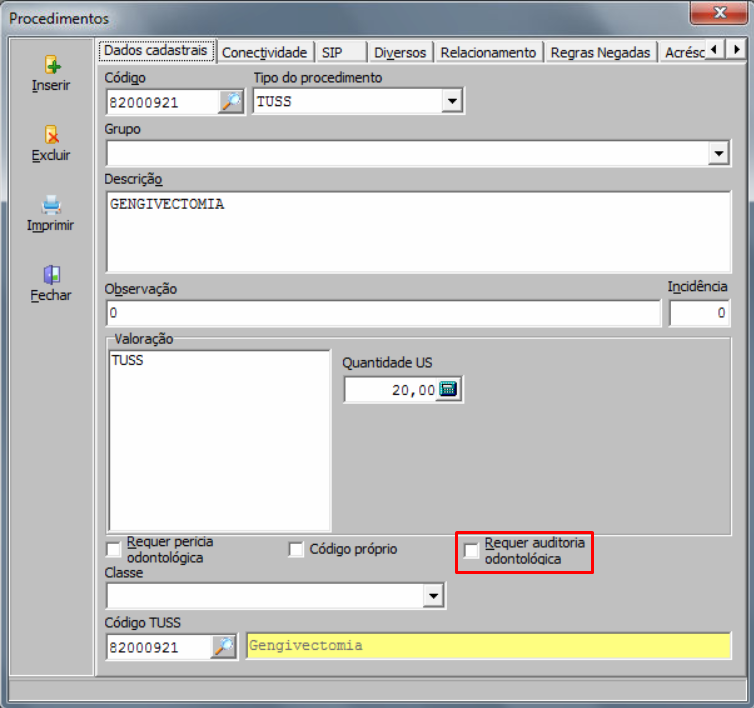 Procedimentos
Inserir
Excluir
Imprimir
Fechar
Dados cadastrais Conectividade SIP Diversos Relacionamento Regras Negadas Acrésc
Código Tipo do procedimento
82000921 TUSS
Grupo
Descrição
GENGIVECTOMIA
Observação Incidência
0 0
Valoração
TUSS
Quantidade US
20,00
Requer perícia
odontológica
Código próprio
Requer auditoria
odontológica
Classe
Código TUSS
82000921 Gengivectomia